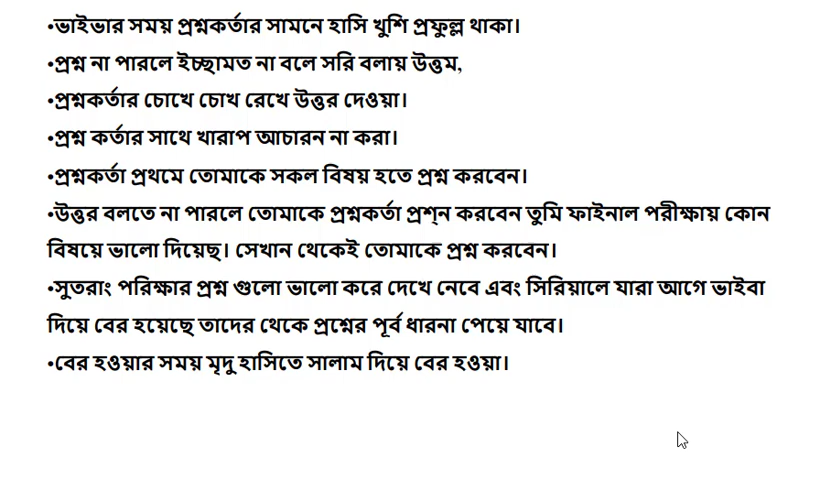 •ভাইভার সময় প্রশ্নকর্তার সামনে হাসি খুশি প্রফুল্ল থাকা।
•প্রশ্ন না পারলে ইচ্ছামত না বলে সরি বলায় উত্তম,
•প্রশ্নকর্তার চোখে চোখ রেখে উত্তর দেওয়া।
•প্রশ্ন কর্তার সাথে খারাপ আচারন না করা।
•প্রশ্নকর্তা প্রথমে তোমাকে সকল বিষয় হতে প্রশ্ন করবেন।
•উত্তর বলতে না পারলে তোমাকে প্রশ্নকর্তা প্রশ্ন করবেন তুমি ফাইনাল পরীক্ষায় কোন
বিষয়ে ভালো দিয়েছ। সেখান থেকেই তোমাকে প্রশ্ন করবেন।
•সুতরাং পরিক্ষার প্রশ্ন গুলো ভালো করে দেখে নেবে এবং সিরিয়ালে যারা আগে ভাইবা
দিয়ে বের হয়েছে তাদের থেকে প্রশ্নের পূর্ব ধারনা পেয়ে যাবে।
•বের হওয়ার সময় মৃদু হাসিতে সালাম দিয়ে বের হওয়া।